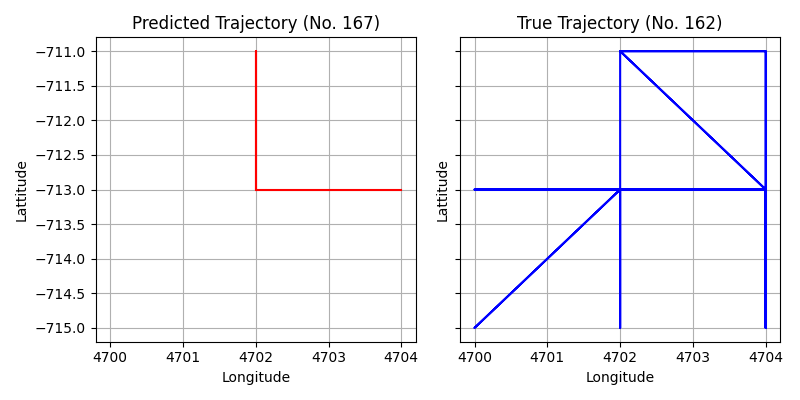 Predicted Trajectory (No. 167)
True Trajectory (No. 162)
−711.0
−711.5
−712.0
−712.5
−713.0
−713.5
−714.0
−714.5
−715.0
Lattitude
Lattitude
4700 4701 4702 4703 4704
4700 4701 4702 4703 4704
Longitude
Longitude